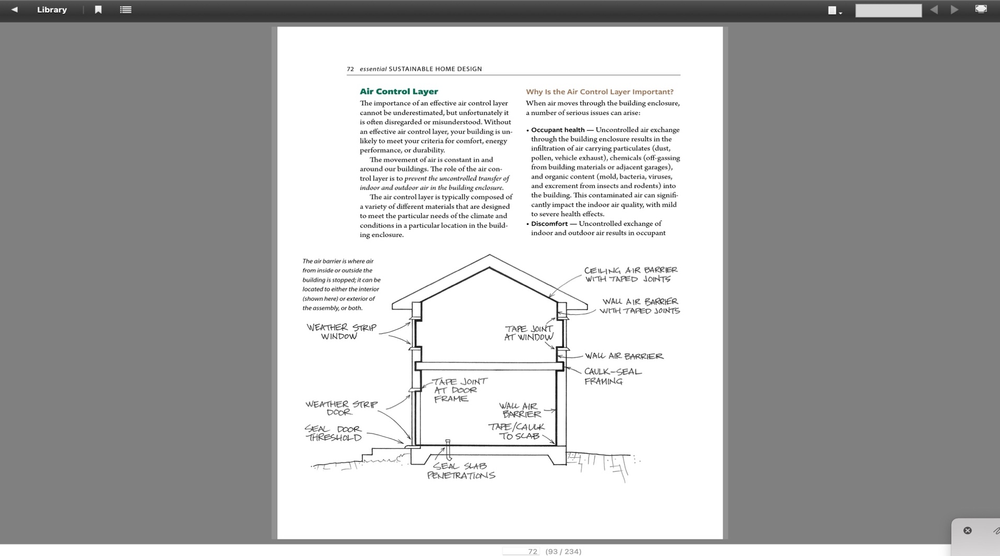 Library
72 essential SUSTAINABLE HOME DESIGN
Air Control Layer
The importance of an effective air control layer
cannot be underestimated, but unfortunately it
is often disregarded or misunderstood. Without
an effective air control layer, your building is un-
likely to meet your criteria for comfort, energy
performance, or durability.
The movement of air is constant in and
around our buildings. The role of the air con-
trol layer is to prevent the uncontrolled transfer of
indoor and outdoor air in the building enclosure.
The air control layer is typically composed of
a variety of different materials that are designed
to meet the particular needs of the climate and
conditions in a particular location in the build-
ing enclosure.
Why Is the Air Control Layer Important?
When air moves through the building enclosure,
a number of serious issues can arise:
• Occupant health — Uncontrolled air exchange
through the building enclosure results in the
infiltration of air carrying particulates (dust,
pollen, vehicle exhaust), chemicals (off-gassing
from building materials or adjacent garages),
and organic content (mold, bacteria, viruses,
and excrement from insects and rodents) into
the building. This contaminated air can signifi-
cantly impact the indoor air quality, with mild
to severe health effects.
• Discomfort — Uncontrolled exchange of
indoor and outdoor air results in occupant
The air barrier is where air
from inside or outside the
building is stopped; it can be
located to either the interior
(shown here) or exterior of
the assembly, or both.
CEILING AIR BARRIER
WITH TAPED JOINTS
WALL AIR BARRIER
WITH TAPED JOINTS
WEATHER STRIP
WINDOW
TAPE JOINT
AT WINDOW
WALL AIR BARRIER
CAULK-SEAL
FRAMING
TAPE JOINT
AT DOOR
FRAME
WEATHER STRIP
DOOR
WALL AIR
BARRIER
SEAL DOOR
THRESHOLD
TAPE/CAULK
TO SLAB
SEAL SLAB
PENETRATIONS
72 (93 / 234)